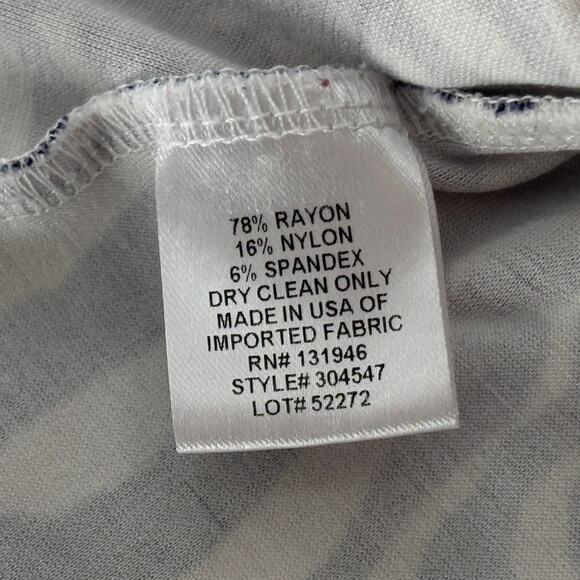 78% RAYON
16% NYLON
6% SPANDEX
DRY CLEAN ONLY
MADE IN USA OF
IMPORTED FABRIC
RN# 131946
STYLE# 304547
LOT# 52272